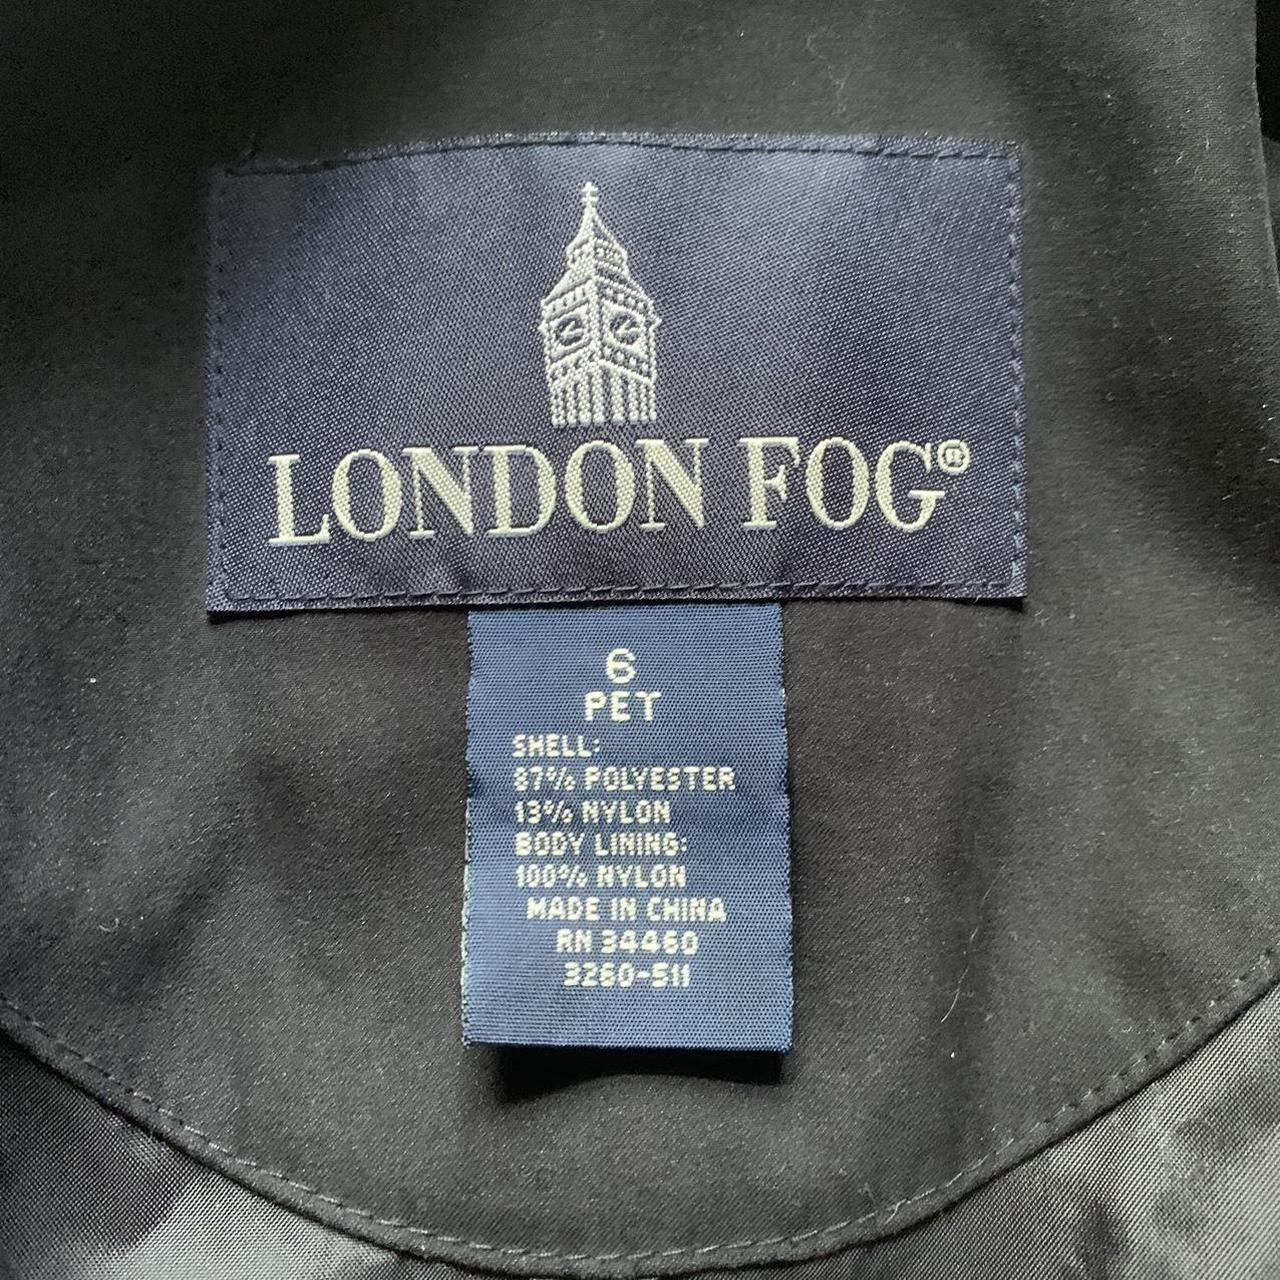 LONDON FOG®
6
PET
SHELL:
87% POLYESTER
13% NYLON
BODY LINING:
100% NYLON
MADE IN CHINA
RN 34460
3260-511